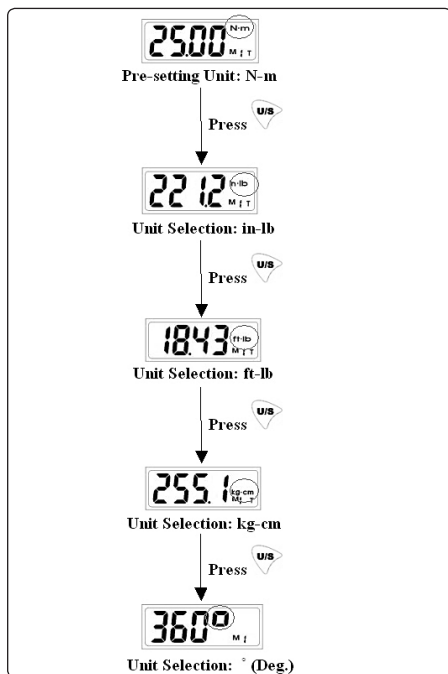 25.00 N·m
M T
Pre-setting Unit: N-m
Press U/S
221.2 in·lb
M T
Unit Selection: in-lb
Press U/S
18.43 ft·lb
M T
Unit Selection: ft-lb
Press U/S
255.1 kg·cm
M T
Unit Selection: kg-cm
Press U/S
360°
M
Unit Selection: ° (Deg.)